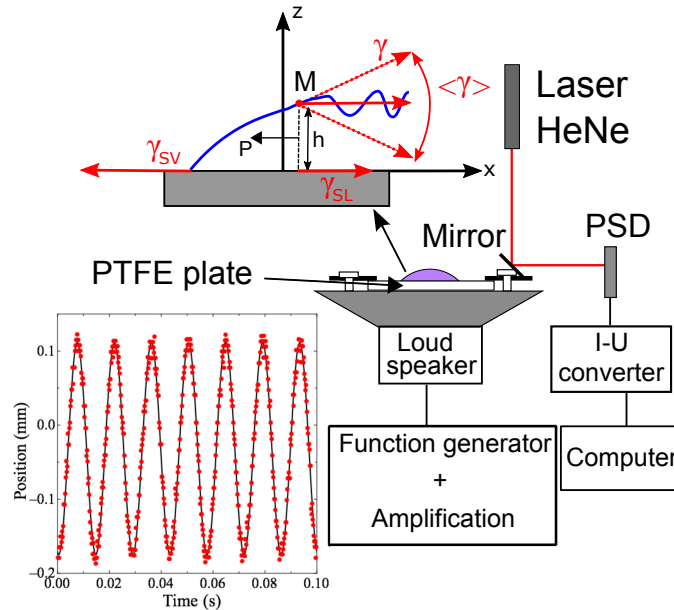 z
γ
M
<γ>
P
h
γSV
γSL
x
Laser
HeNe
PSD
Mirror
PTFE plate
Loud
speaker
I-U
converter
Function generator
+
Amplification
Computer
Position (mm)
0.1
0.0
−0.1
−0.2
0.00
0.02
0.04
0.06
0.08
0.10
Time (s)